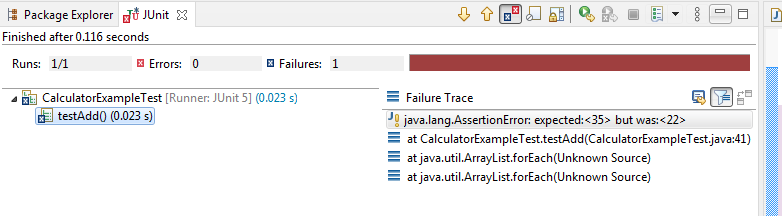 Package Explorer JUnit
Finished after 0.116 seconds
Runs: 1/1 Errors: 0 Failures: 1
CalculatorExampleTest [Runner: JUnit 5] (0.023 s)
testAdd() (0.023 s)
Failure Trace
java.lang.AssertionError: expected:<35> but was:<22>
at CalculatorExampleTest.testAdd(CalculatorExampleTest.java:41)
at java.util.ArrayList.forEach(Unknown Source)
at java.util.ArrayList.forEach(Unknown Source)